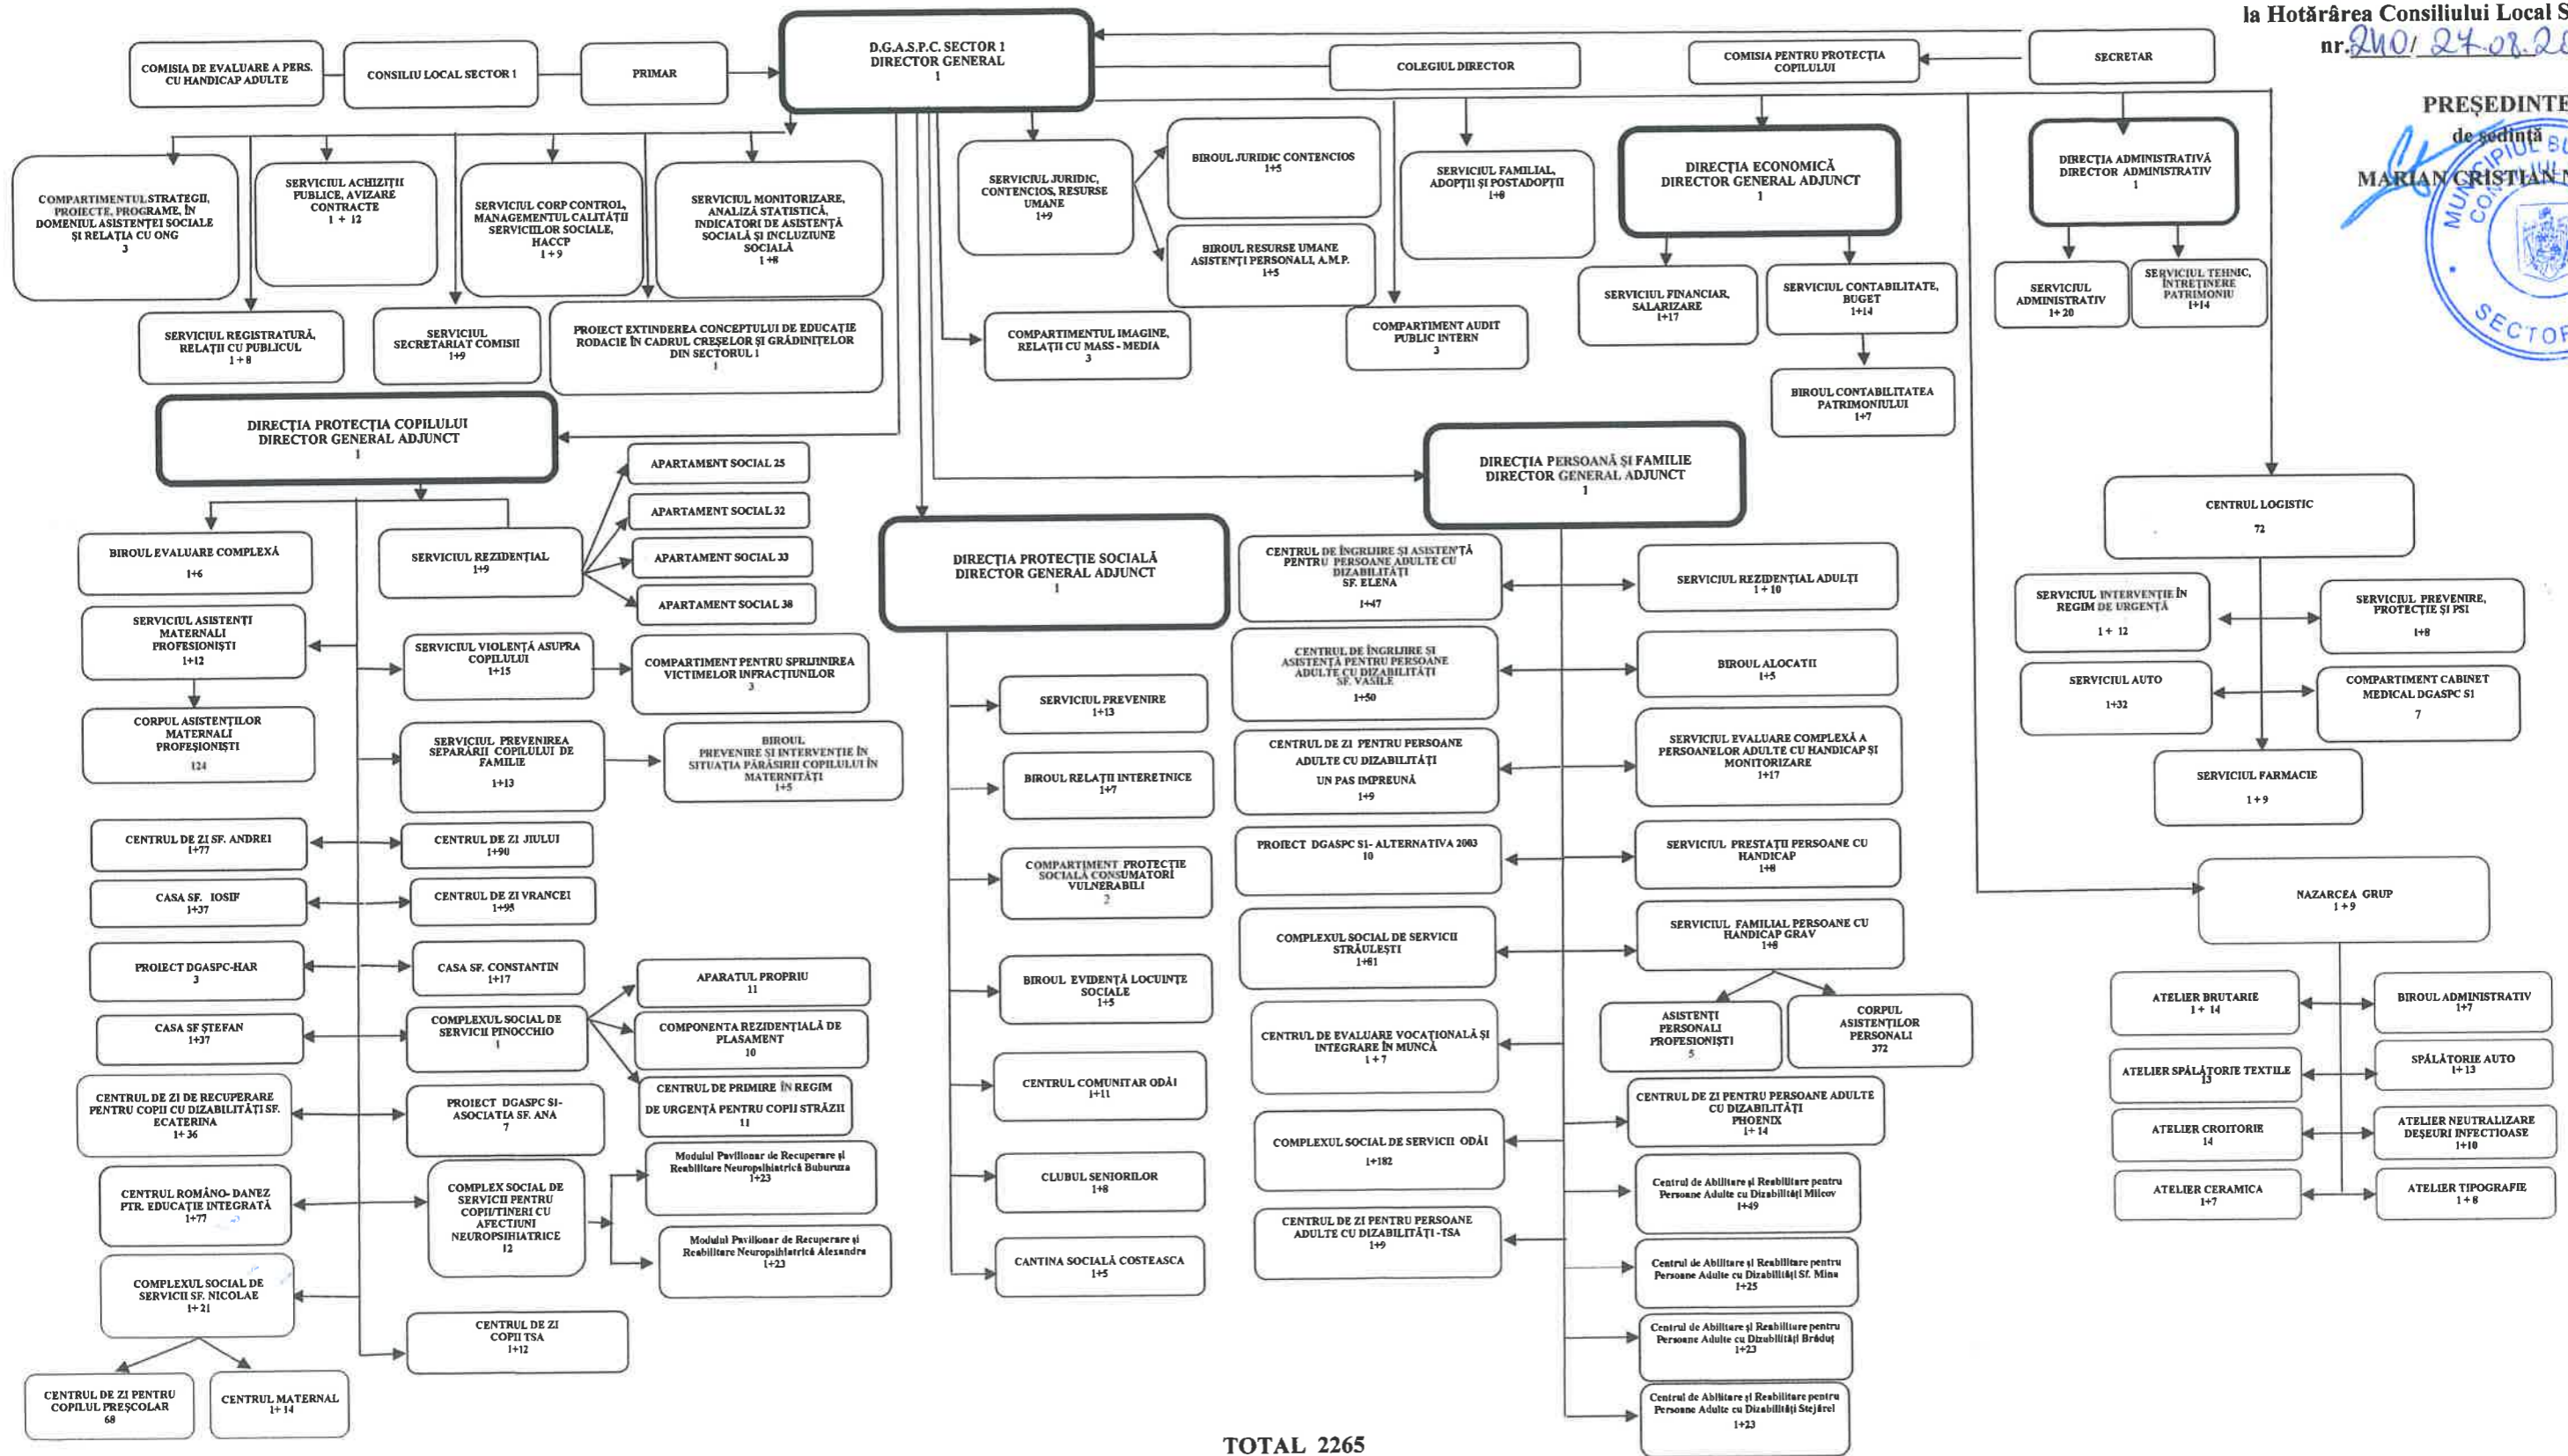 la Hotărârea Consiliului Local S
nr. 240/ 27.08.20
PREȘEDINTE
de ședință
MARIAN CRISTIAN
MUNICIPIUL BU
SECTOR
D.G.A.S.P.C. SECTOR 1
DIRECTOR GENERAL
1
COMISIA DE EVALUARE A PERS.
CU HANDICAP ADULTE
CONSILIU LOCAL SECTOR 1
PRIMAR
COLEGIUL DIRECTOR
COMISIA PENTRU PROTECȚIA
COPILULUI
SECRETAR
COMPARTIMENTUL STRATEGII,
PROIECTE, PROGRAME, ÎN
DOMENIUL ASISTENȚEI SOCIALE
ȘI RELAȚIA CU ONG
3
SERVICIUL ACHIZIȚII
PUBLICE, AVIZARE
CONTRACTE
1 + 12
SERVICIUL CORP CONTROL,
MANAGEMENTUL CALITĂȚII
SERVICIILOR SOCIALE,
HACCP
1 + 9
SERVICIUL MONITORIZARE,
ANALIZĂ STATISTICĂ,
INDICATORI DE ASISTENȚĂ
SOCIALĂ ȘI INCLUZIUNE
SOCIALĂ
1 +8
SERVICIUL REGISTRATURĂ,
RELAȚII CU PUBLICUL
1 + 8
SERVICIUL
SECRETARIAT COMISII
1+9
PROIECT EXTINDEREA CONCEPTULUI DE EDUCAȚIE
RODACIE ÎN CADRUL CREȘELOR ȘI GRĂDINIȚELOR
DIN SECTORUL 1
1
SERVICIUL JURIDIC,
CONTENCIOS, RESURSE
UMANE
1+9
BIROUL JURIDIC CONTENCIOS
1+5
BIROUL RESURSE UMANE
ASISTENȚI PERSONALI, A.M.P.
1+5
COMPARTIMENTUL IMAGINE,
RELAȚII CU MASS - MEDIA
3
SERVICIUL FAMILIAL,
ADOPȚII ȘI POSTADOPȚII
1+8
COMPARTIMENT AUDIT
PUBLIC INTERN
3
DIRECȚIA ECONOMICĂ
DIRECTOR GENERAL ADJUNCT
1
SERVICIUL FINANCIAR,
SALARIZARE
1+17
SERVICIUL CONTABILITATE,
BUGET
1+14
BIROUL CONTABILITATEA
PATRIMONIULUI
1+7
DIRECȚIA ADMINISTRATIVĂ
DIRECTOR ADMINISTRATIV
1
SERVICIUL
ADMINISTRATIV
1+ 20
SERVICIUL TEHNIC,
ÎNTREȚINERE
PATRIMONIU
1+14
DIRECȚIA PROTECȚIA COPILULUI
DIRECTOR GENERAL ADJUNCT
1
BIROUL EVALUARE COMPLEXĂ
1+6
SERVICIUL REZIDENȚIAL
1+9
APARTAMENT SOCIAL 25
APARTAMENT SOCIAL 32
APARTAMENT SOCIAL 33
APARTAMENT SOCIAL 38
SERVICIUL ASISTENȚI
MATERNALI
PROFESIONIȘTI
1+12
CORPUL ASISTENȚILOR
MATERNALI
PROFESIONIȘTI
124
SERVICIUL VIOLENȚĂ ASUPRA
COPILULUI
1+15
COMPARTIMENT PENTRU SPRIJINIREA
VICTIMELOR INFRACȚIUNILOR
3
SERVICIUL PREVENIREA
SEPARĂRII COPILULUI DE
FAMILIE
1+13
BIROUL
PREVENIRE ȘI INTERVENȚIE ÎN
SITUAȚIA PĂRĂSIRII COPILULUI ÎN
MATERNITĂȚI
1+5
CENTRUL DE ZI SF. ANDREI
1+77
CENTRUL DE ZI JIULUI
1+90
CASA SF. IOSIF
1+37
CENTRUL DE ZI VRANCEI
1+95
PROIECT DGASPC-HAR
3
CASA SF. CONSTANTIN
1+17
CASA SF ȘTEFAN
1+37
COMPLEXUL SOCIAL DE
SERVICII PINOCCHIO
1
APARATUL PROPRIU
11
COMPONENTA REZIDENȚIALĂ DE
PLASAMENT
10
CENTRUL DE PRIMIRE ÎN REGIM
DE URGENȚĂ PENTRU COPIII STRĂZII
11
CENTRUL DE ZI DE RECUPERARE
PENTRU COPII CU DIZABILITĂȚI SF.
ECATERINA
1+ 36
PROIECT DGASPC S1-
ASOCIATIA SF. ANA
7
CENTRUL ROMÂNO- DANEZ
PTR. EDUCAȚIE INTEGRATĂ
1+77
COMPLEX SOCIAL DE
SERVICII PENTRU
COPII/TINERI CU
AFECTIUNI
NEUROPSIHIATRICE
12
Modulul Pavilionar de Recuperare și
Reabilitare Neuropsihiatrică Buburuza
1+23
Modulul Pavilionar de Recuperare și
Reabilitare Neuropsihiatrică Alexandra
1+23
COMPLEXUL SOCIAL DE
SERVICII SF. NICOLAE
1+ 21
CENTRUL DE ZI PENTRU
COPILUL PREȘCOLAR
68
CENTRUL MATERNAL
1+ 14
CENTRUL DE ZI
COPII TSA
1+12
DIRECȚIA PROTECȚIE SOCIALĂ
DIRECTOR GENERAL ADJUNCT
1
SERVICIUL PREVENIRE
1+13
BIROUL RELAȚII INTERETNICE
1+7
COMPARTIMENT PROTECȚIE
SOCIALĂ CONSUMATORI
VULNERABILI
2
BIROUL EVIDENȚĂ LOCUINȚE
SOCIALE
1+5
CENTRUL COMUNITAR ODĂI
1+11
CLUBUL SENIORILOR
1+8
CANTINA SOCIALĂ COSTEASCA
1+5
DIRECȚIA PERSOANĂ ȘI FAMILIE
DIRECTOR GENERAL ADJUNCT
1
CENTRUL DE ÎNGRIJIRE ȘI ASISTENȚĂ
PENTRU PERSOANE ADULTE CU
DIZABILITĂȚI
SF. ELENA
1+47
SERVICIUL REZIDENȚIAL ADULȚI
1 + 10
CENTRUL DE ÎNGRIJIRE ȘI
ASISTENȚĂ PENTRU PERSOANE
ADULTE CU DIZABILITĂȚI
SF. VASILE
1+50
BIROUL ALOCATII
1+5
CENTRUL DE ZI PENTRU PERSOANE
ADULTE CU DIZABILITĂȚI
UN PAS IMPREUNĂ
1+9
SERVICIUL EVALUARE COMPLEXĂ A
PERSOANELOR ADULTE CU HANDICAP ȘI
MONITORIZARE
1+17
PROIECT DGASPC S1- ALTERNATIVA 2003
10
SERVICIUL PRESTAȚII PERSOANE CU
HANDICAP
1+8
COMPLEXUL SOCIAL DE SERVICII
STRĂULEȘTI
1+81
SERVICIUL FAMILIAL PERSOANE CU
HANDICAP GRAV
1+8
ASISTENȚI
PERSONALI
PROFESIONIȘTI
5
CORPUL
ASISTENȚILOR
PERSONALI
372
CENTRUL DE EVALUARE VOCAȚIONALĂ ȘI
INTEGRARE ÎN MUNCĂ
1 + 7
CENTRUL DE ZI PENTRU PERSOANE ADULTE
CU DIZABILITĂȚI
PHOENIX
1+ 14
COMPLEXUL SOCIAL DE SERVICII ODĂI
1+182
Centrul de Abilitare și Reabilitare pentru
Persoane Adulte cu Dizabilități Milcov
1+49
CENTRUL DE ZI PENTRU PERSOANE
ADULTE CU DIZABILITĂȚI -TSA
1+9
Centrul de Abilitare și Reabilitare pentru
Persoane Adulte cu Dizabilități Sf. Mina
1+25
Centrul de Abilitare și Reabilitare pentru
Persoane Adulte cu Dizabilități Brăduț
1+23
Centrul de Abilitare și Reabilitare pentru
Persoane Adulte cu Dizabilități Stejărel
1+23
CENTRUL LOGISTIC
72
SERVICIUL INTERVENȚIE ÎN
REGIM DE URGENȚĂ
1 + 12
SERVICIUL PREVENIRE,
PROTECȚIE ȘI PSI
1+8
SERVICIUL AUTO
1+32
COMPARTIMENT CABINET
MEDICAL DGASPC S1
7
SERVICIUL FARMACIE
1 + 9
NAZARCEA GRUP
1 + 9
ATELIER BRUTARIE
1 + 14
BIROUL ADMINISTRATIV
1+7
ATELIER SPĂLĂTORIE TEXTILE
13
SPĂLĂTORIE AUTO
1+ 13
ATELIER CROITORIE
14
ATELIER NEUTRALIZARE
DEȘEURI INFECTIOASE
1+10
ATELIER CERAMICA
1+7
ATELIER TIPOGRAFIE
1 + 8
TOTAL 2265